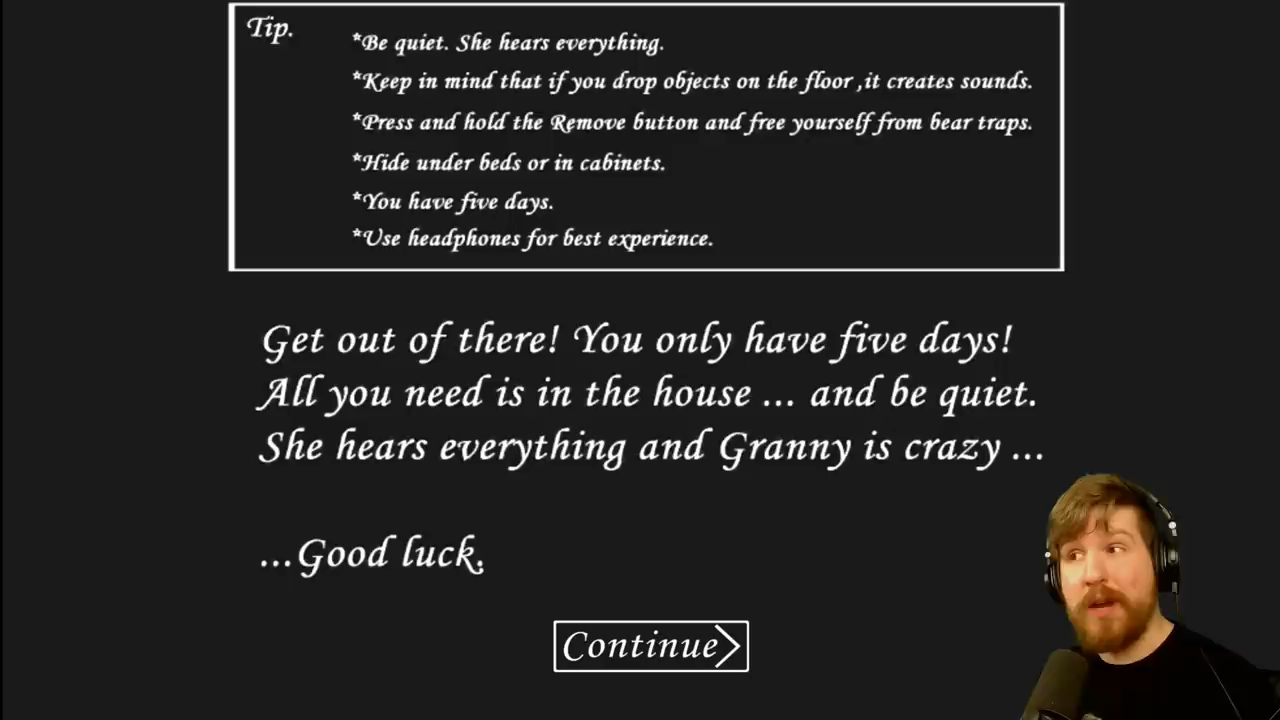 Tip.
*Be quiet. She hears everything.
*Keep in mind that if you drop objects on the floor ,it creates sounds.
*Press and hold the Remove button and free yourself from bear traps.
*Hide under beds or in cabinets.
*You have five days.
*Use headphones for best experience.
Get out of there! You only have five days!
All you need is in the house ... and be quiet.
She hears everything and Granny is crazy ...
...Good luck.
Continue>